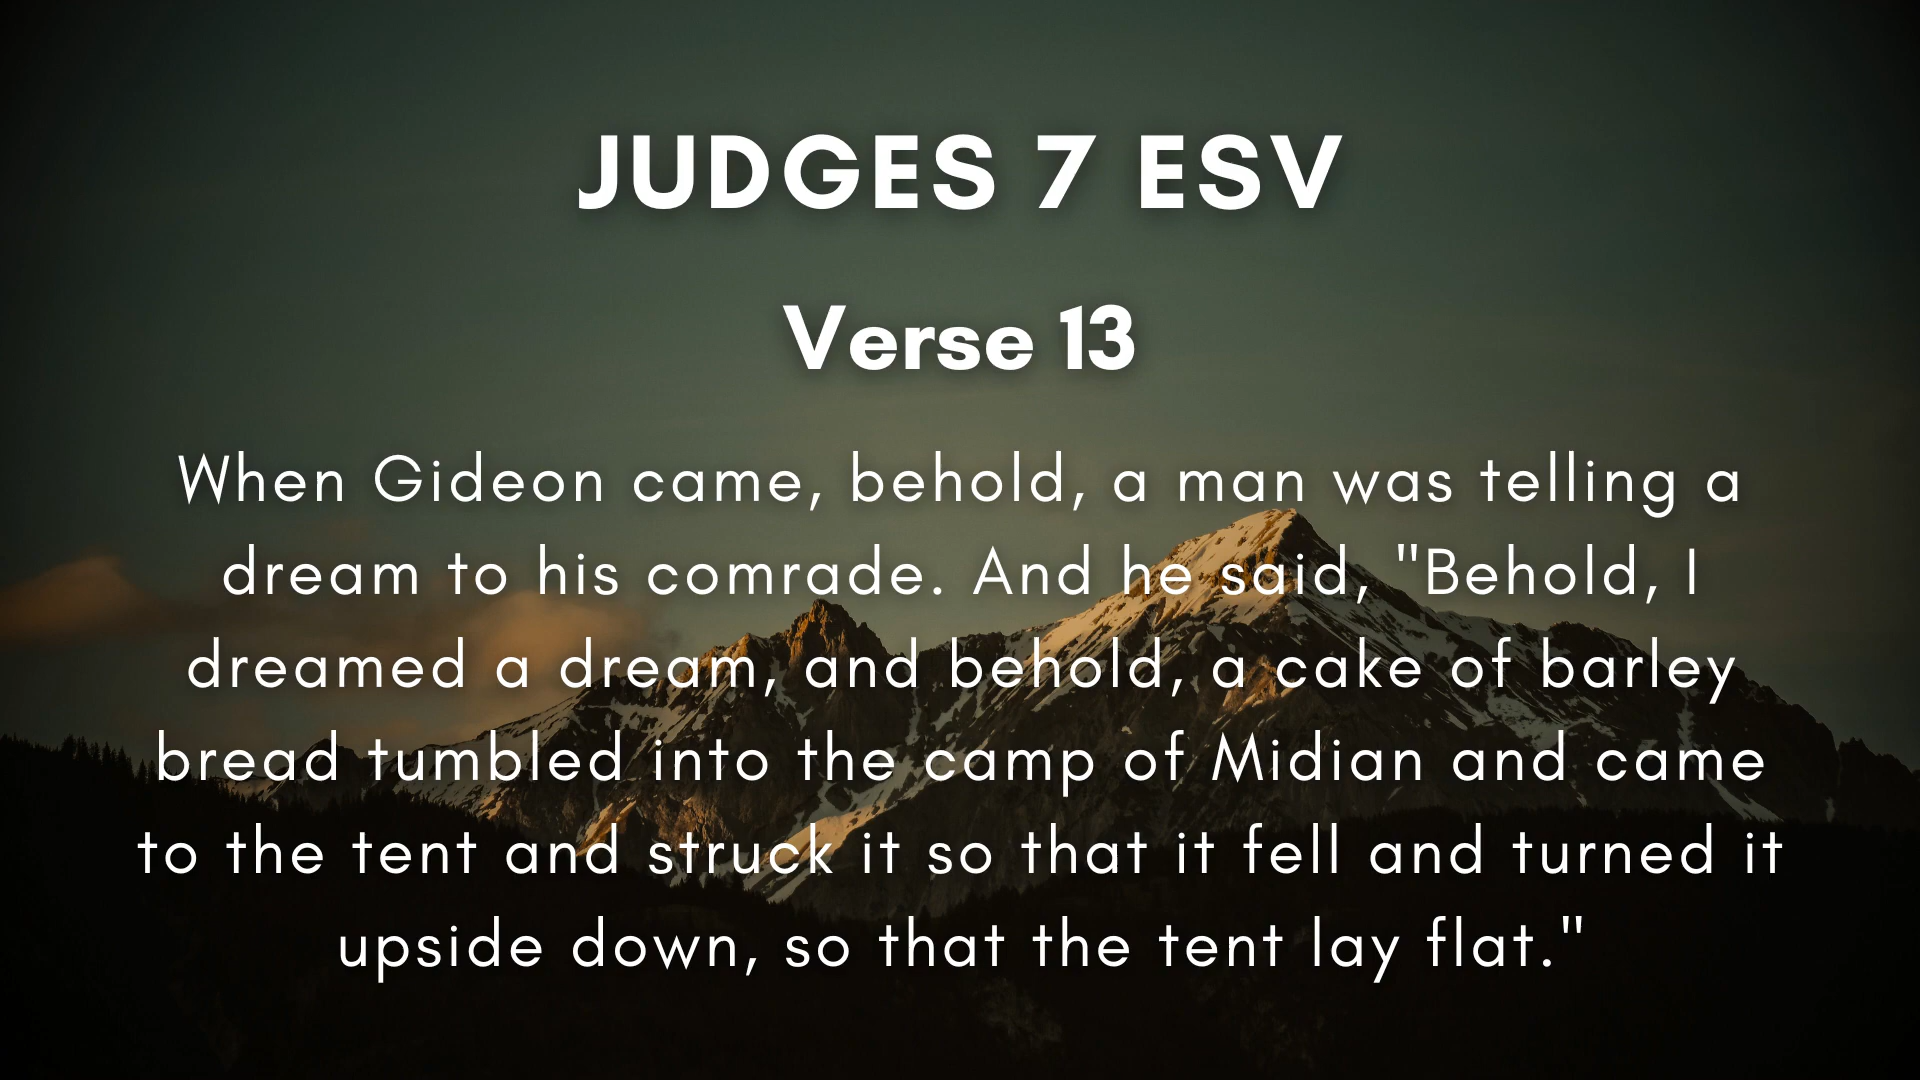 JUDGES 7 ESV
Verse 13
When Gideon came, behold, a man was telling a
dream to his comrade. And he said, "Behold, I
dreamed a dream, and behold, a cake of barley
bread tumbled into the camp of Midian and came
to the tent and struck it so that it fell and turned it
upside down, so that the tent lay flat."